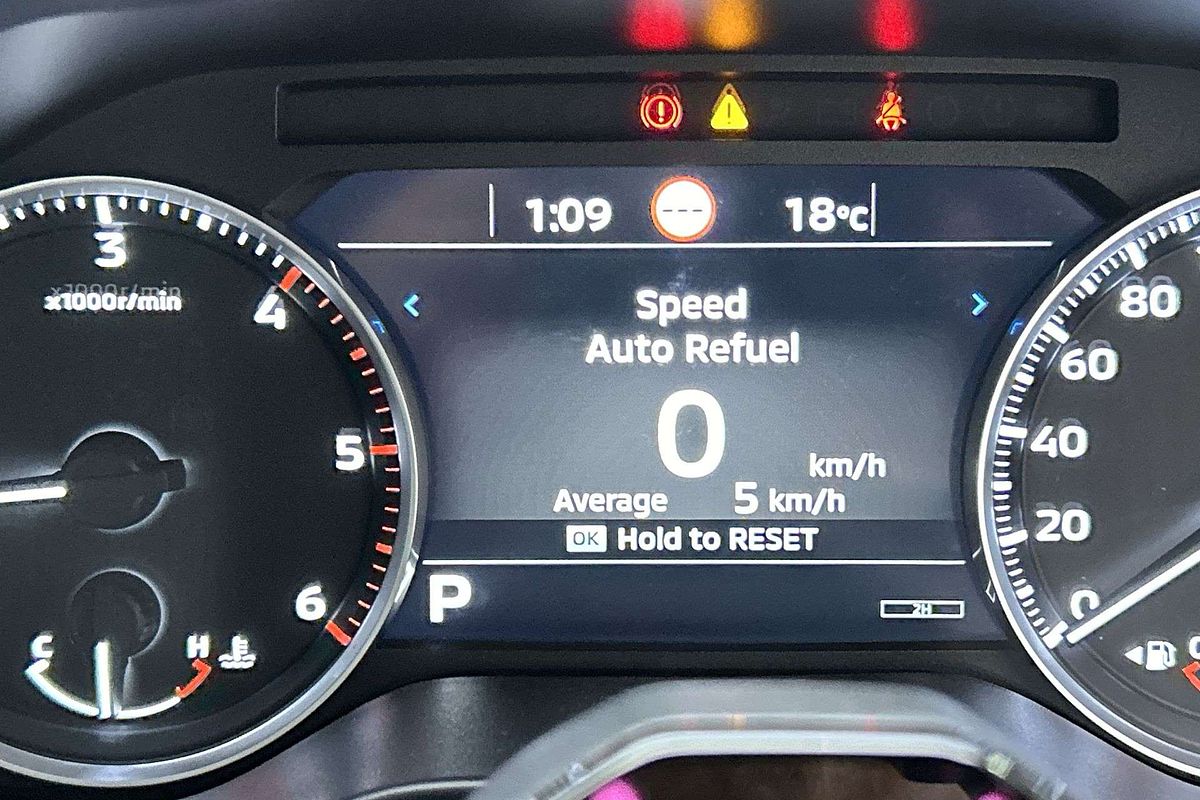 1:09
---
18°C
3
x1000r/min
4
5
6
C
H
Speed
Auto Refuel
0
km/h
Average 5 km/h
OK Hold to RESET
P
2H
80
60
40
20
0